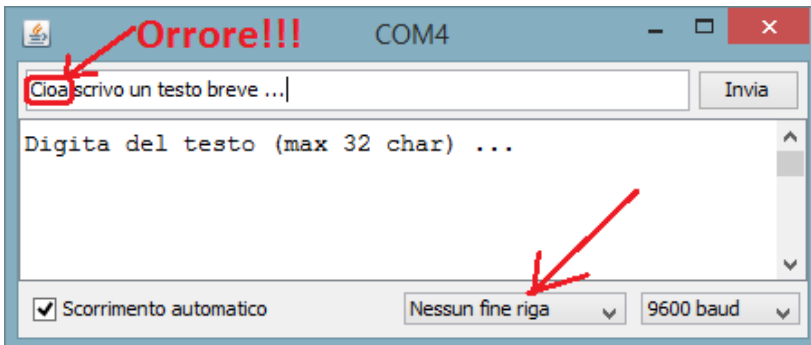 Orrore!!!
COM4
Cioa scrivo un testo breve ...
Invia
Digita del testo (max 32 char) ...
Scorrimento automatico
Nessun fine riga
9600 baud